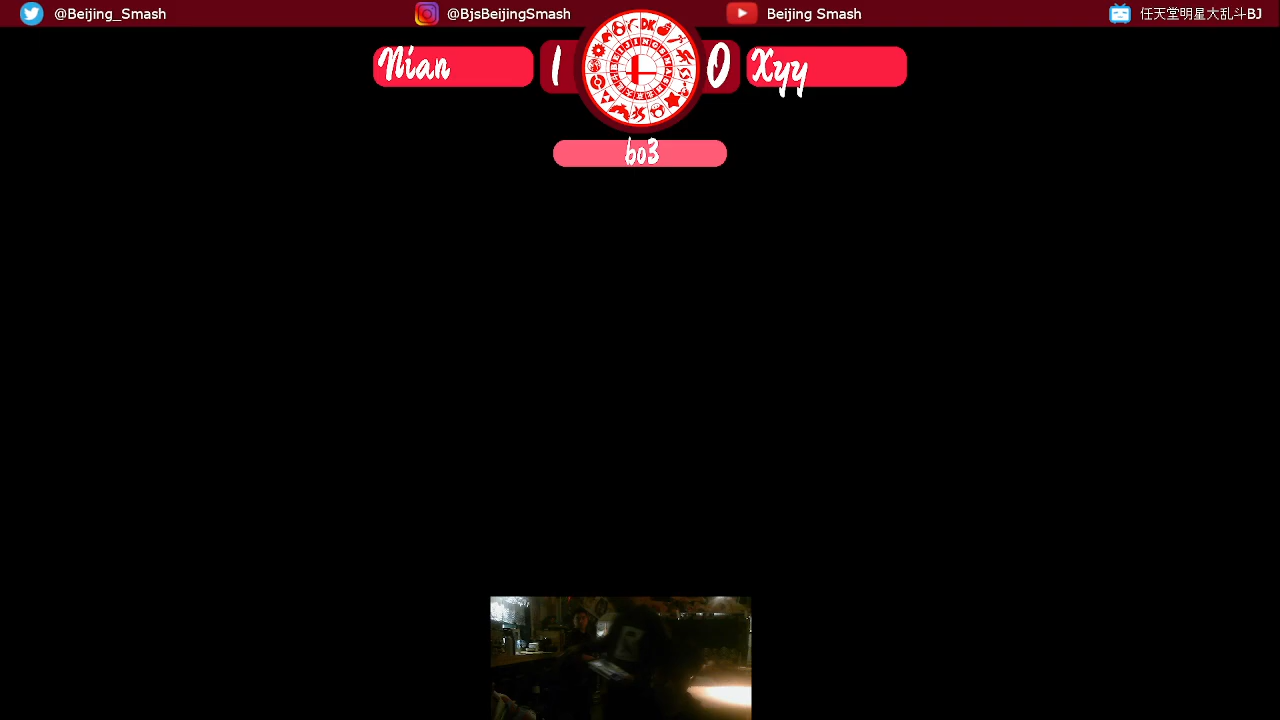 @Beijing_Smash @BjsBeijingSmash Beijing Smash 任天堂明星大乱斗BJ
Nian 1 0 Xyy
bo3